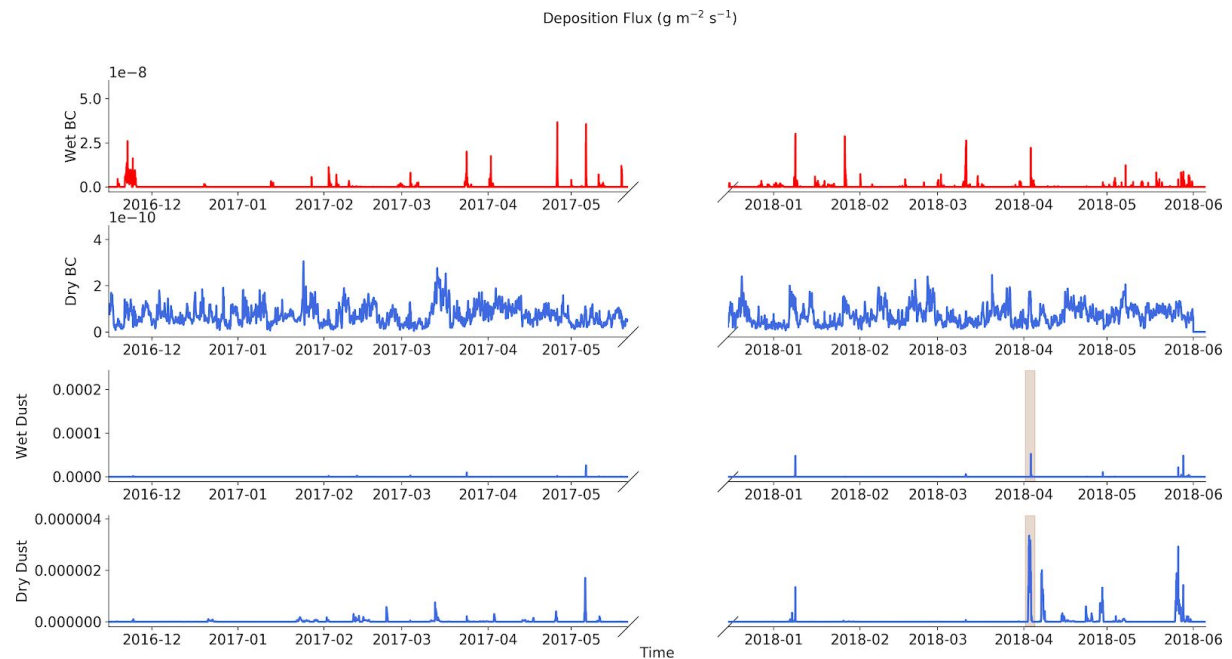 Deposition Flux (g m⁻² s⁻¹)
1e−8
5.0
2.5
0.0
Wet BC
2016-12 2017-01 2017-02 2017-03 2017-04 2017-05 2018-01 2018-02 2018-03 2018-04 2018-05 2018-06
1e−10
4
2
0
Dry BC
2016-12 2017-01 2017-02 2017-03 2017-04 2017-05 2018-01 2018-02 2018-03 2018-04 2018-05 2018-06
0.0002
0.0001
0.0000
Wet Dust
2016-12 2017-01 2017-02 2017-03 2017-04 2017-05 2018-01 2018-02 2018-03 2018-04 2018-05 2018-06
0.000004
0.000002
0.000000
Dry Dust
2016-12 2017-01 2017-02 2017-03 2017-04 2017-05 2018-01 2018-02 2018-03 2018-04 2018-05 2018-06
Time